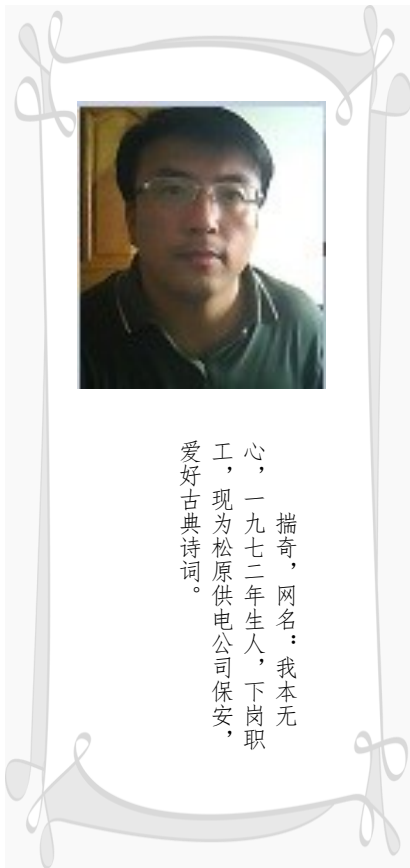 揣奇，网名：我本无
心，一九七二年生人，下岗职
工，现为松原供电公司保安，
爱好古典诗词。